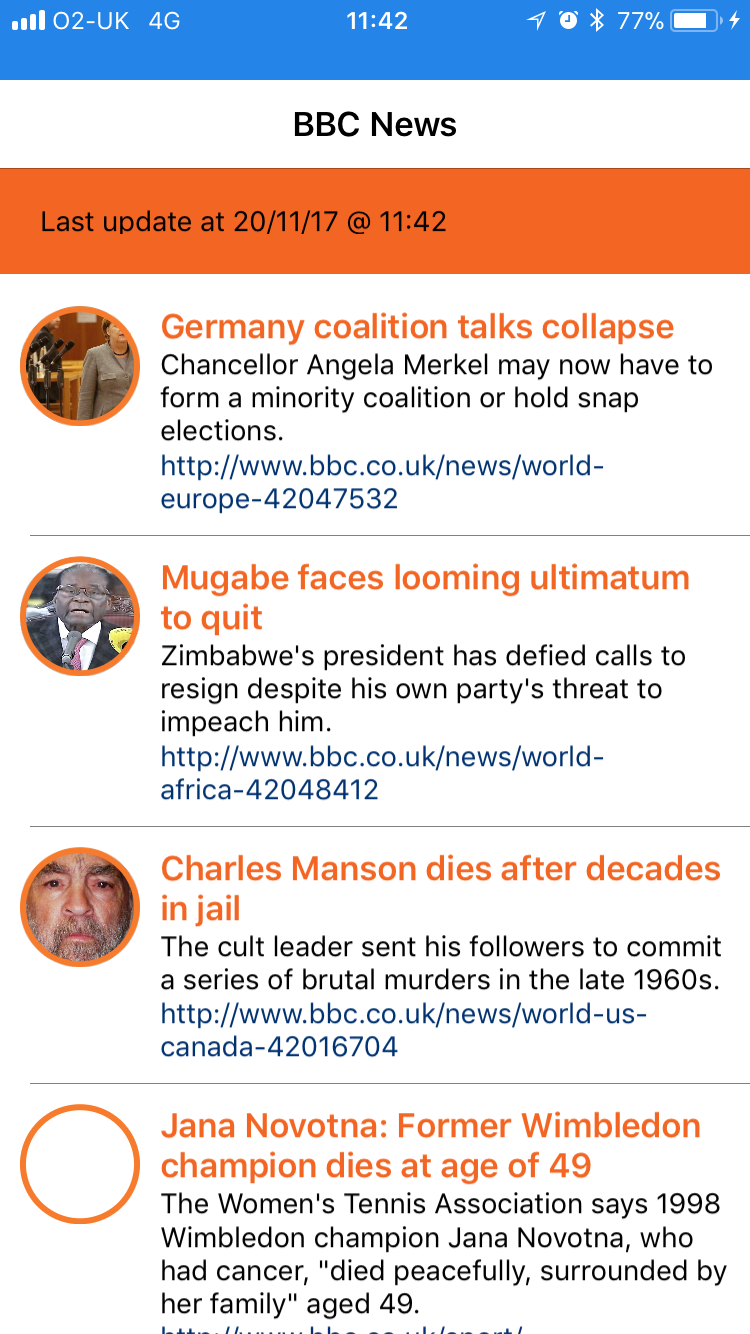 O2-UK 4G 11:42 77%
BBC News
Last update at 20/11/17 @ 11:42
Germany coalition talks collapse
Chancellor Angela Merkel may now have to
form a minority coalition or hold snap
elections.
http://www.bbc.co.uk/news/world-
europe-42047532
Mugabe faces looming ultimatum
to quit
Zimbabwe's president has defied calls to
resign despite his own party's threat to
impeach him.
http://www.bbc.co.uk/news/world-
africa-42048412
Charles Manson dies after decades
in jail
The cult leader sent his followers to commit
a series of brutal murders in the late 1960s.
http://www.bbc.co.uk/news/world-us-
canada-42016704
Jana Novotna: Former Wimbledon
champion dies at age of 49
The Women's Tennis Association says 1998
Wimbledon champion Jana Novotna, who
had cancer, "died peacefully, surrounded by
her family" aged 49.
http://www.bbc.co.uk/sport/